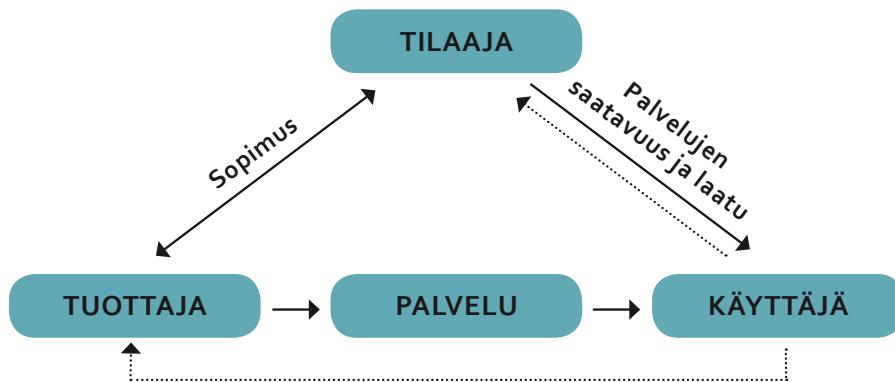 TILAAJA
Sopimus
Palvelujen
saatavuus ja laatu
TUOTTAJA
PALVELU
KÄYTTÄJÄ